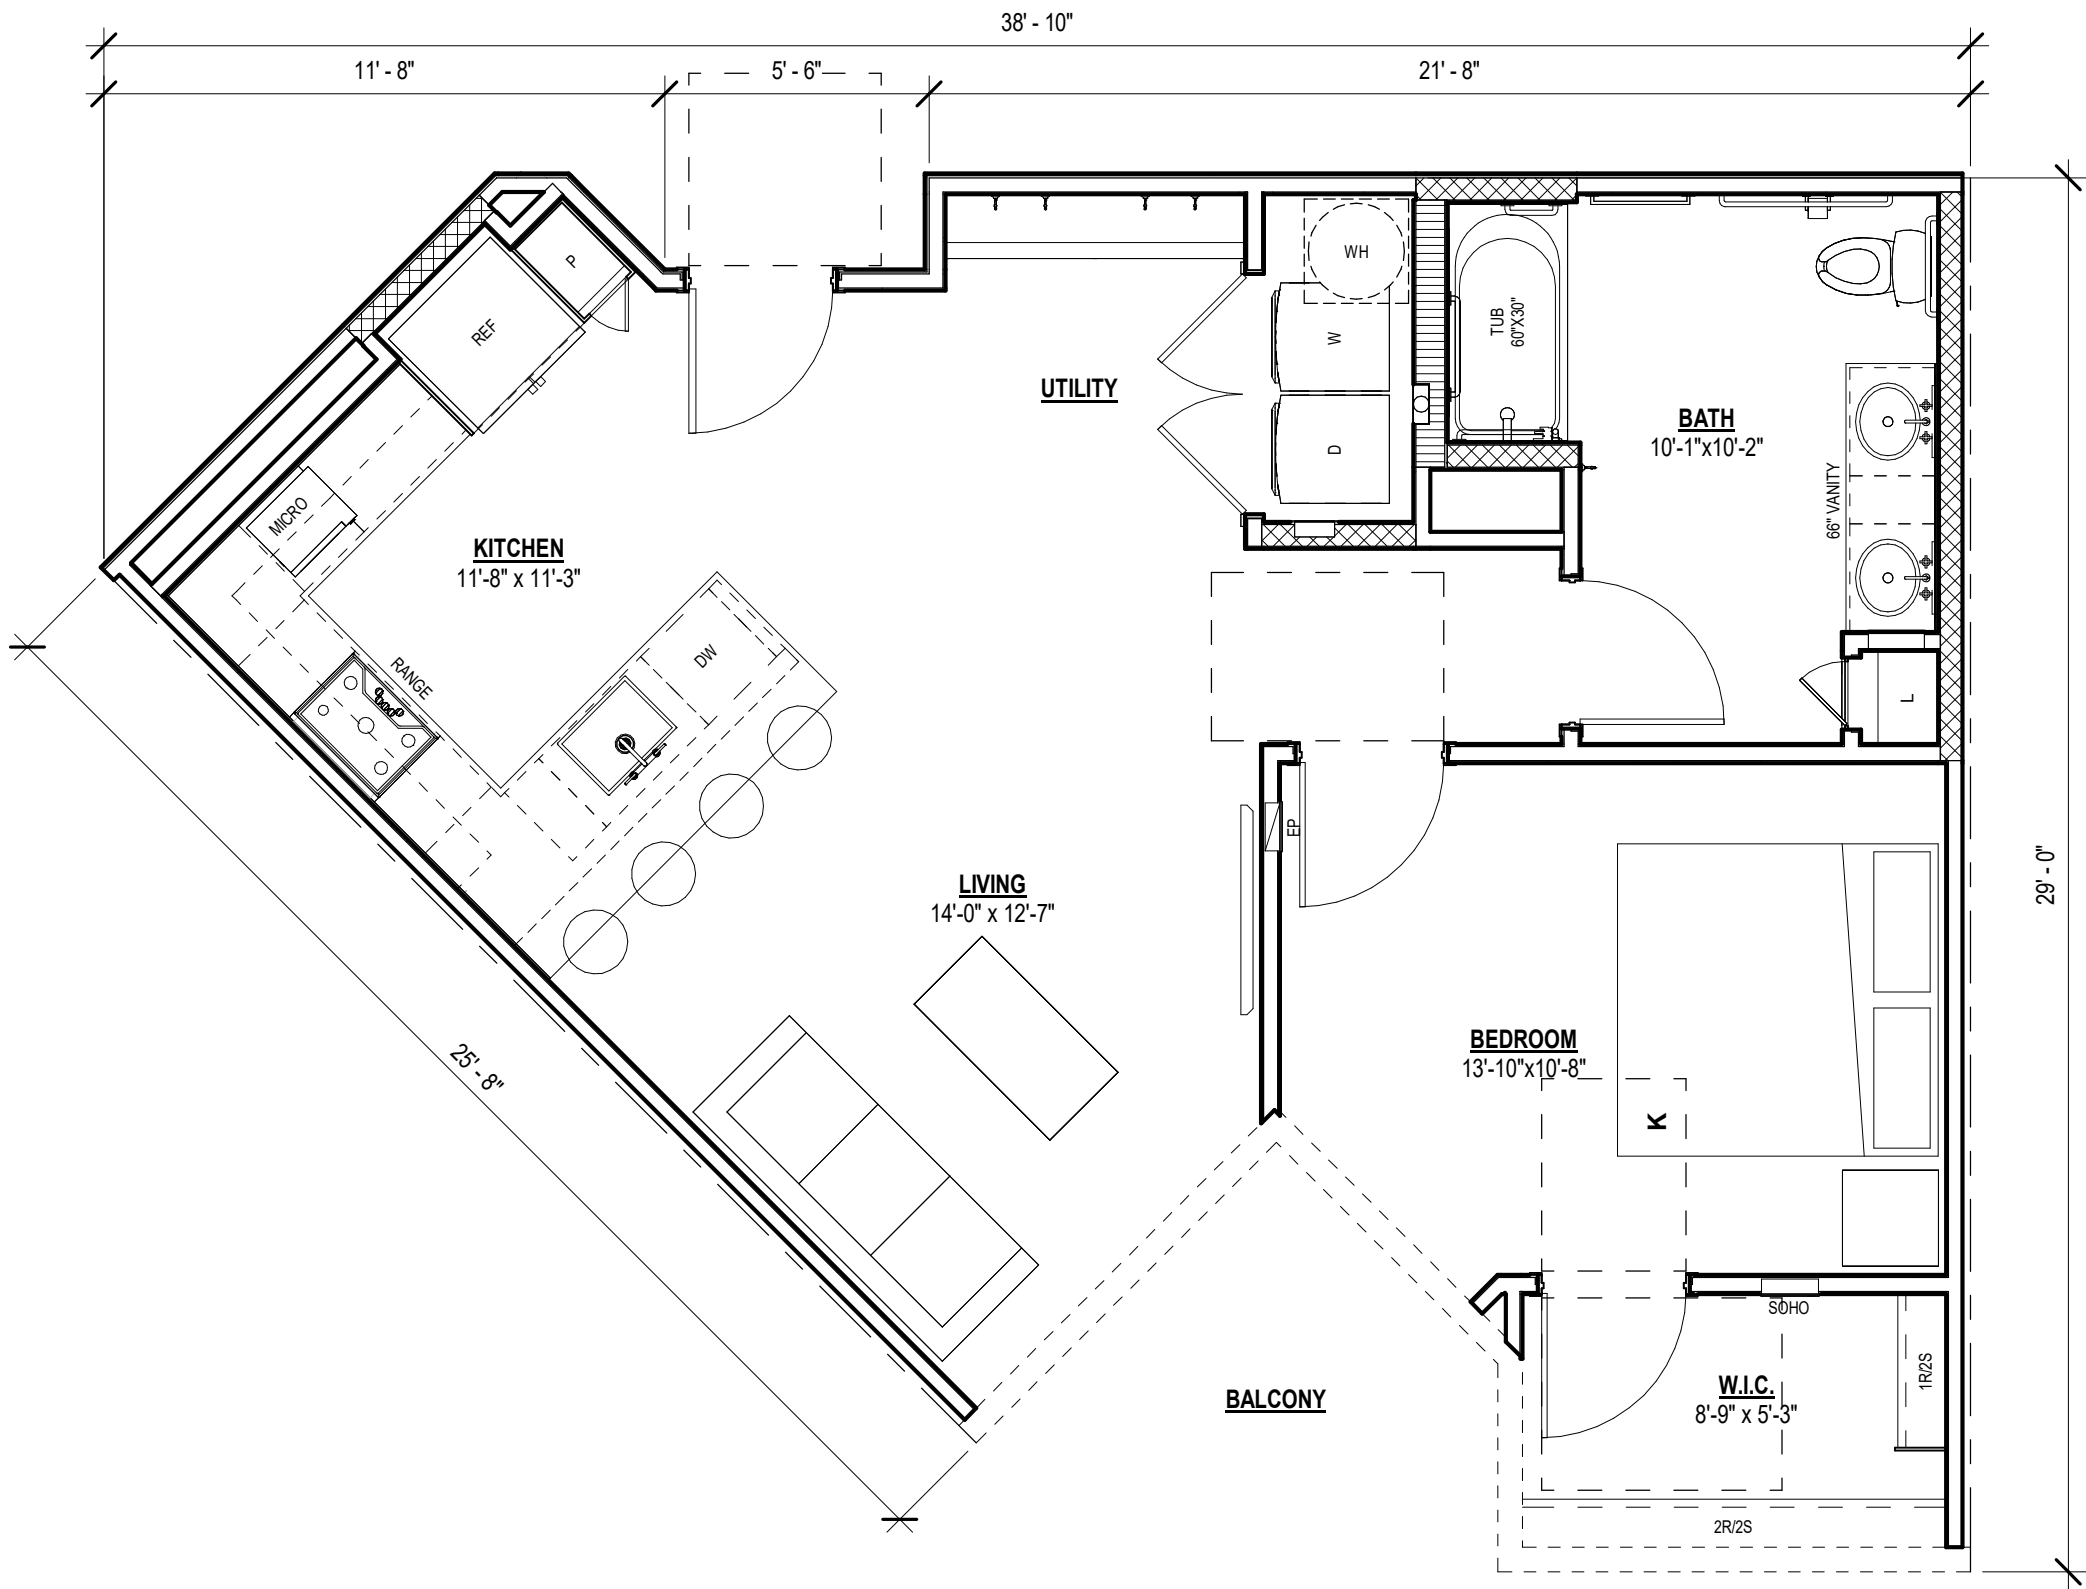 38' - 10"
11' - 8"
5' - 6"
21' - 8"
P
REF
WH
W
D
TUB
60"X30"
UTILITY
BATH
10'-1"x10'-2"
66" VANITY
MICRO
KITCHEN
11'-8" x 11'-3"
RANGE
DW
L
EP
LIVING
14'-0" x 12'-7"
29' - 0"
BEDROOM
13'-10"x10'-8"
K
25' - 8"
SOHO
BALCONY
W.I.C.
8'-9" x 5'-3"
1R/2S
2R/2S